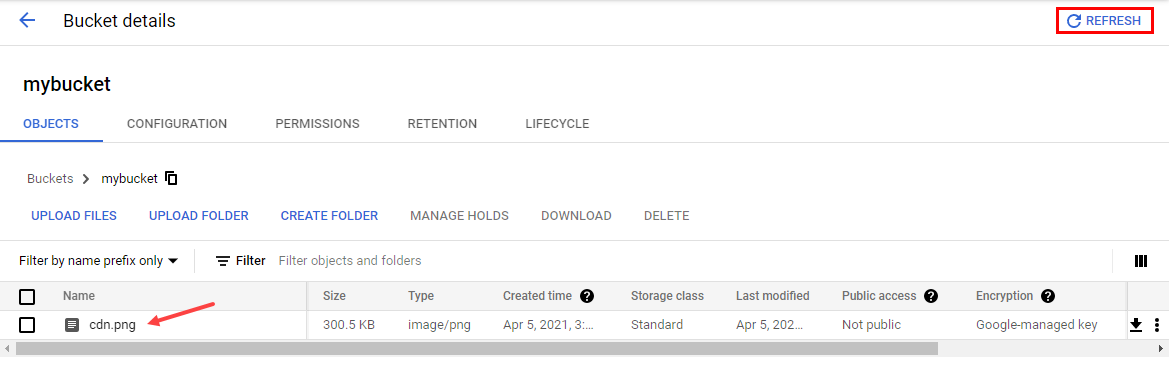 Bucket details
REFRESH
mybucket
OBJECTS CONFIGURATION PERMISSIONS RETENTION LIFECYCLE
Buckets > mybucket
UPLOAD FILES UPLOAD FOLDER CREATE FOLDER MANAGE HOLDS DOWNLOAD DELETE
Filter by name prefix only Filter Filter objects and folders
Name Size Type Created time ? Storage class Last modified Public access ? Encryption ?
cdn.png 300.5 KB image/png Apr 5, 2021, 3:... Standard Apr 5, 202... Not public Google-managed key